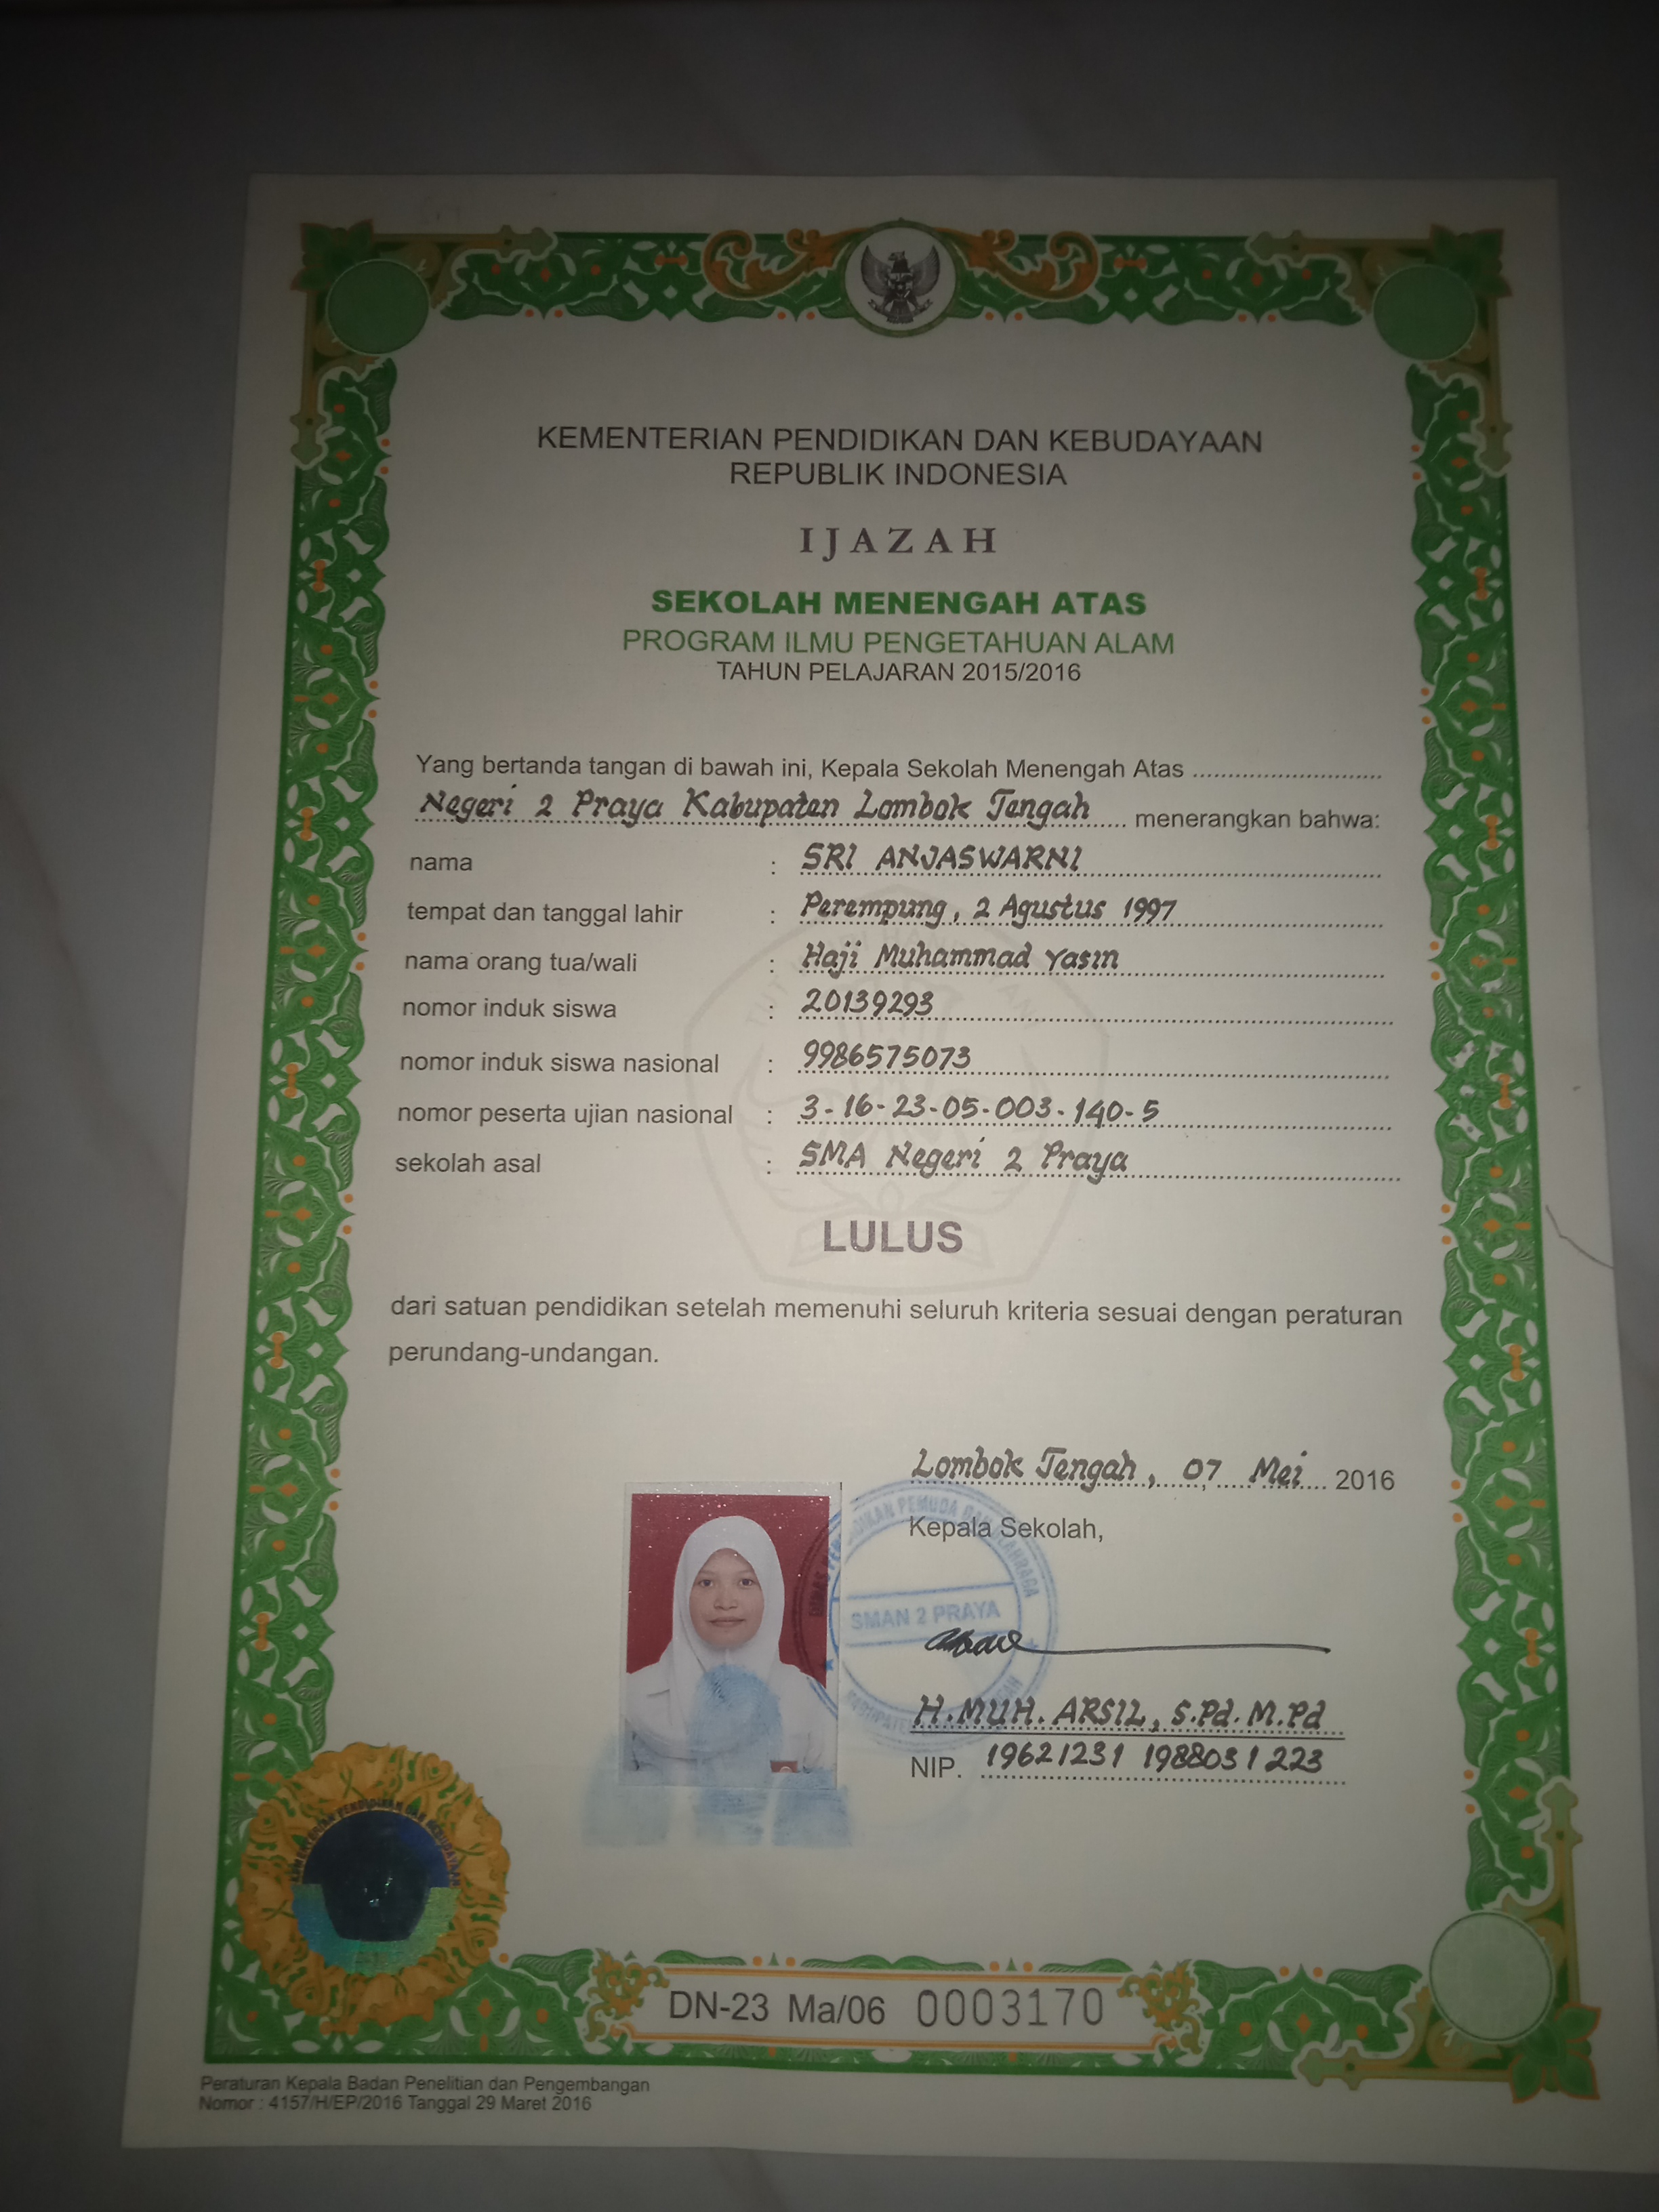 KEMENTERIAN PENDIDIKAN DAN KEBUDAYAAN
REPUBLIK INDONESIA
IJAZAH
SEKOLAH MENENGAH ATAS
PROGRAM ILMU PENGETAHUAN ALAM
TAHUN PELAJARAN 2015/2016
Yang bertanda tangan di bawah ini, Kepala Sekolah Menengah Atas ............................
Negeri 2 Praya Kabupaten Lombok Tengah ..... menerangkan bahwa:
nama : SRI ANJASWARNI
tempat dan tanggal lahir : Perempung, 2 Agustus 1997
nama orang tua/wali : Haji Muhammad Yasin
nomor induk siswa : 20139293
nomor induk siswa nasional : 9986575073
nomor peserta ujian nasional : 3-16-23-05-003-140-5
sekolah asal : SMA Negeri 2 Praya
LULUS
dari satuan pendidikan setelah memenuhi seluruh kriteria sesuai dengan peraturan
perundang-undangan.
Lombok Tengah, 07 Mei 2016
Kepala Sekolah,
SMAN 2 PRAYA
H. MUH. ARSIL, S.Pd. M.Pd
NIP. 19621231 198803 1 223
KEMENTERIAN PENDIDIKAN DAN KEBUDAYAAN
DN-23 Ma/06 0003170
Peraturan Kepala Badan Penelitian dan Pengembangan
Nomor : 4157/H/EP/2016 Tanggal 29 Maret 2016